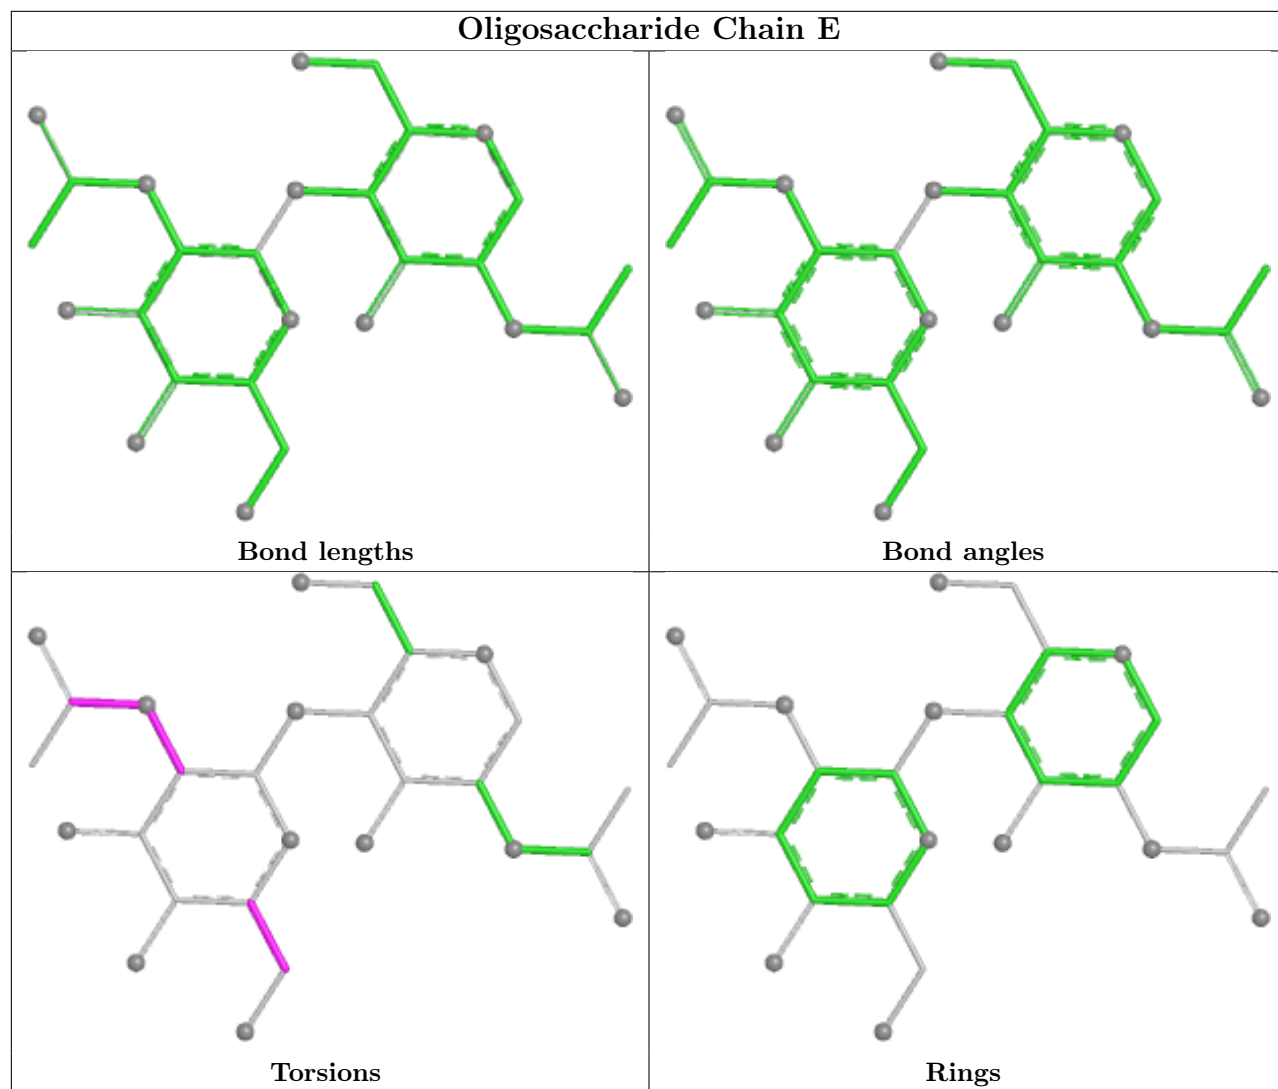 Oligosaccharide Chain E
Bond lengths
Bond angles
Torsions
Rings